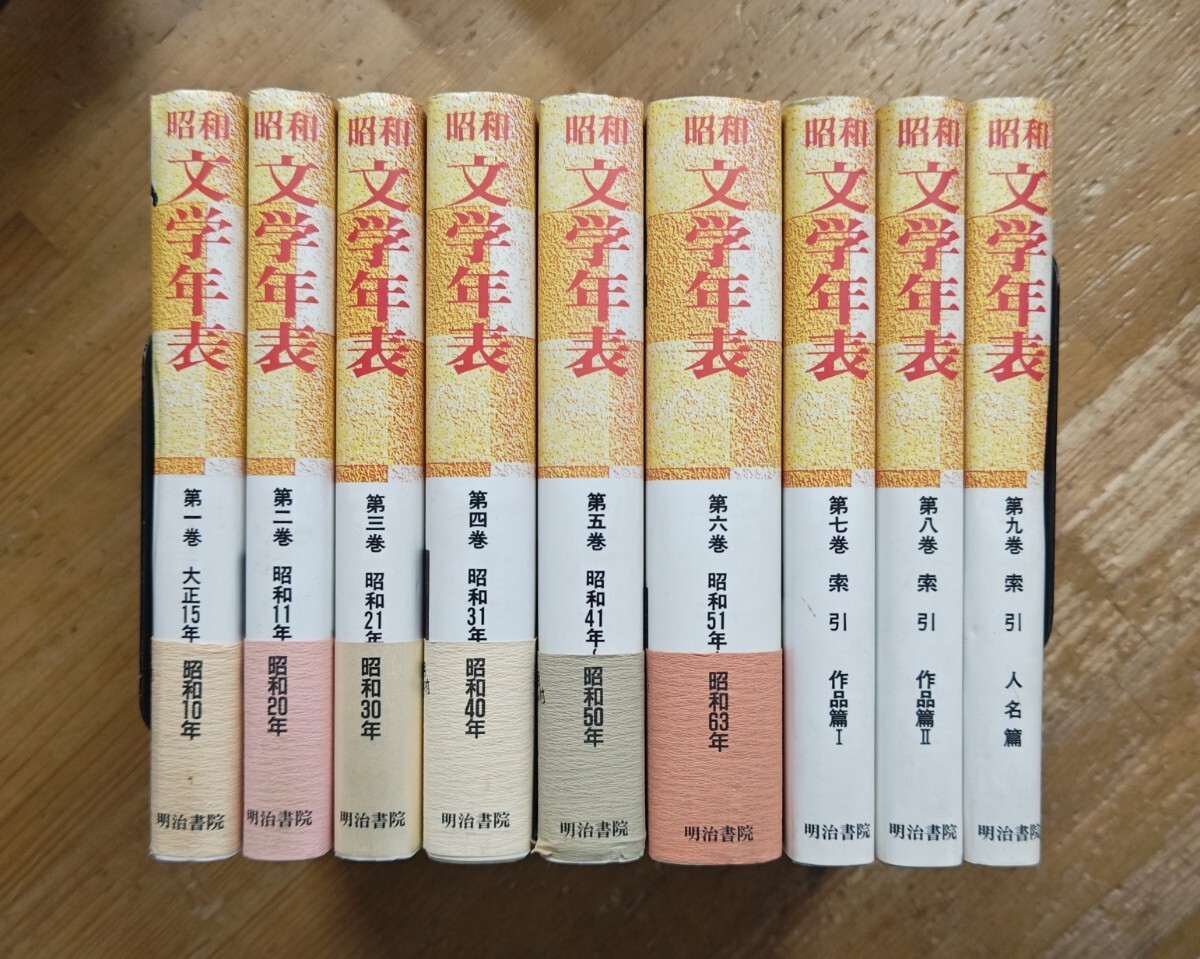 昭和
文学年表
第一巻 大正15年
昭和10年
明治書院
昭和
文学年表
第二巻 昭和11年
昭和20年
明治書院
昭和
文学年表
第三巻 昭和21年
昭和30年
明治書院
昭和
文学年表
第四巻 昭和31年
昭和40年
明治書院
昭和
文学年表
第五巻 昭和41年
昭和50年
明治書院
昭和
文学年表
第六巻 昭和51年
昭和63年
明治書院
昭和
文学年表
第七巻 索引 作品篇Ⅰ
明治書院
昭和
文学年表
第八巻 索引 作品篇Ⅱ
明治書院
昭和
文学年表
第九巻 索引 人名篇
明治書院